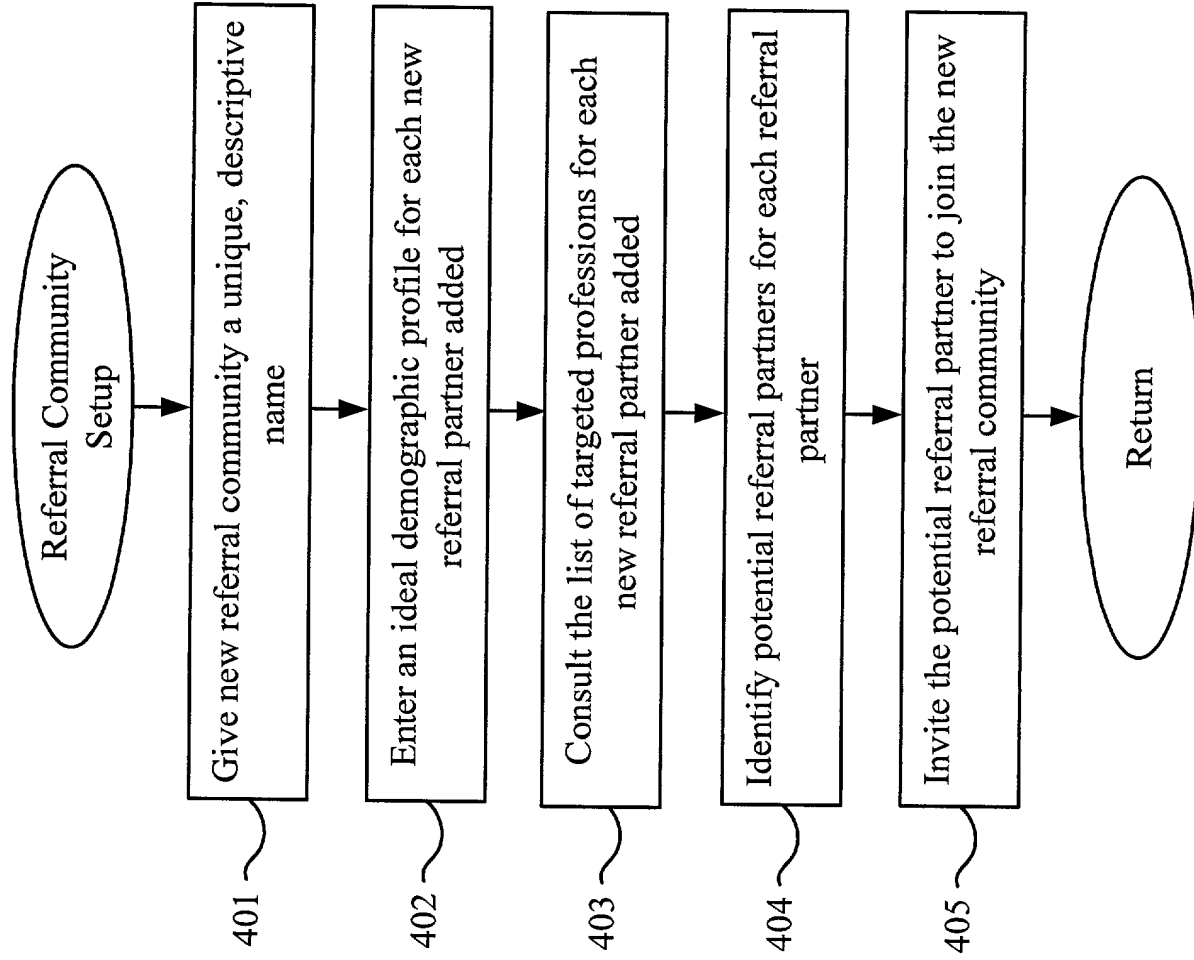 Referral Community
Setup
401
Give new referral community a unique, descriptive
name
402
Enter an ideal demographic profile for each new
referral partner added
403
Consult the list of targeted professions for each
new referral partner added
404
Identify potential referral partners for each referral
partner
405
Invite the potential referral partner to join the new
referral community
Return